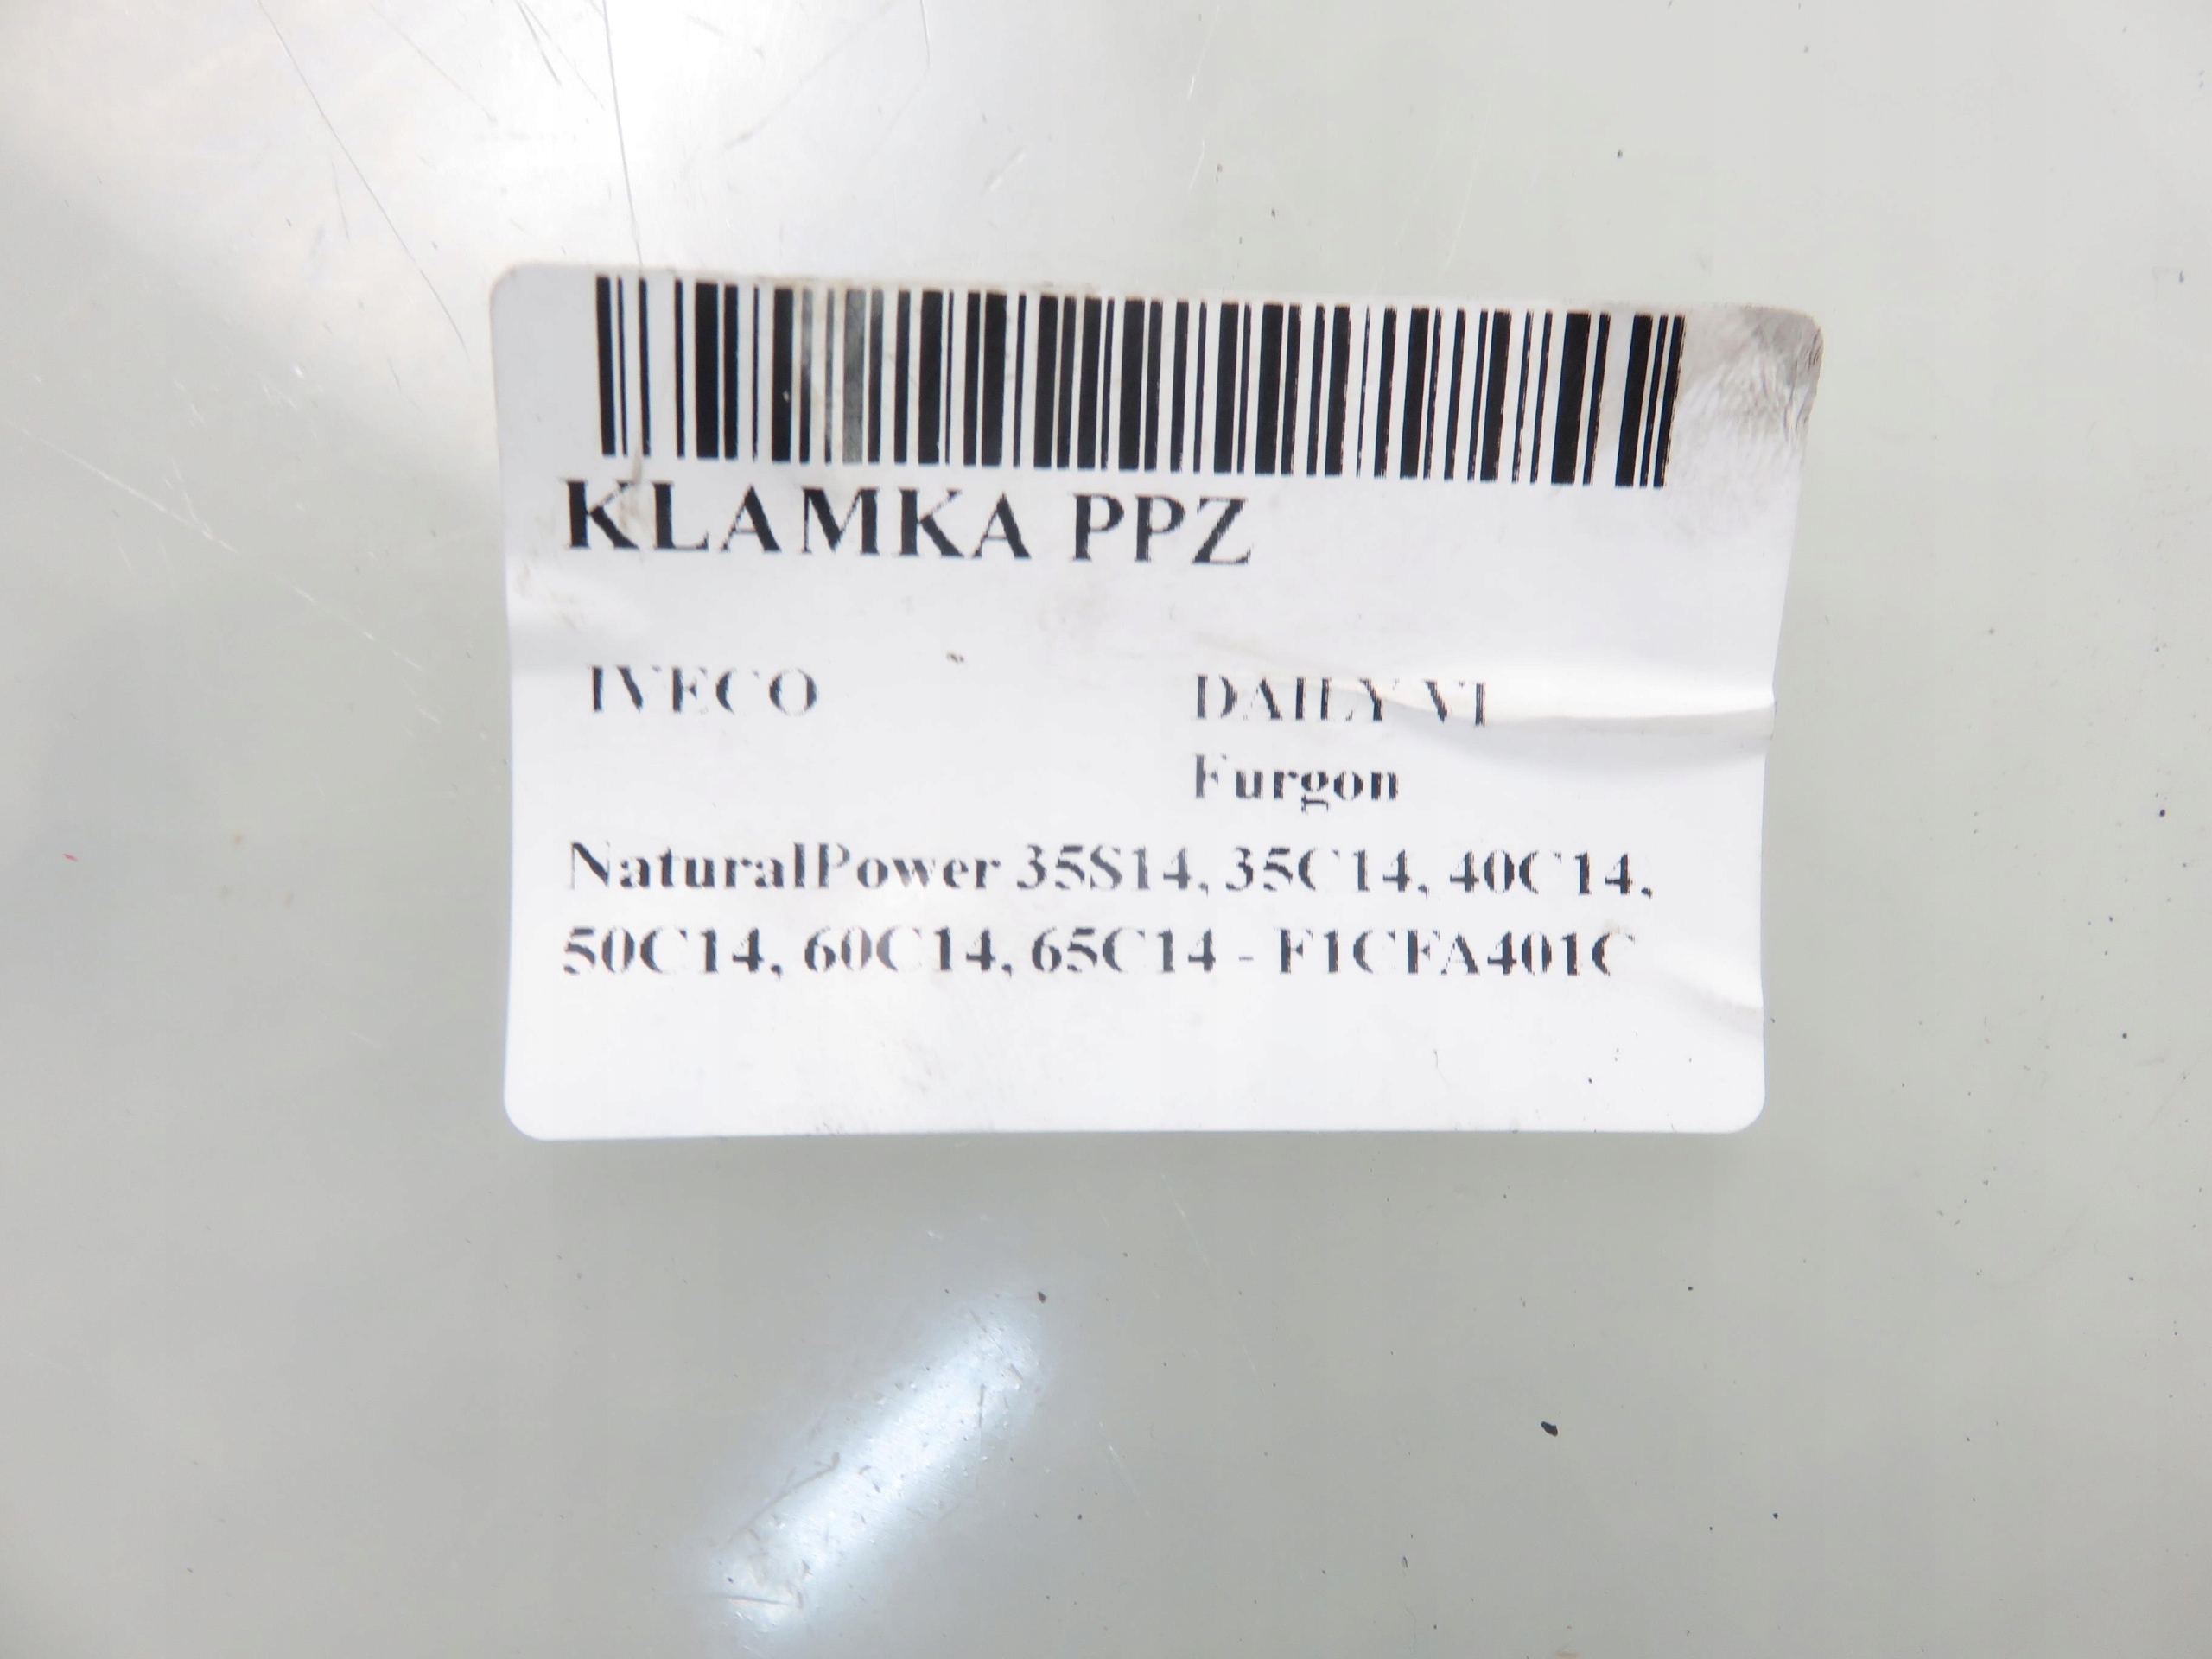 KLAMKA PPZ
IVECO DAILY VI
Furgon
NaturalPower 35S14, 35C14, 40C14,
50C14, 60C14, 65C14 - F1CFA401C